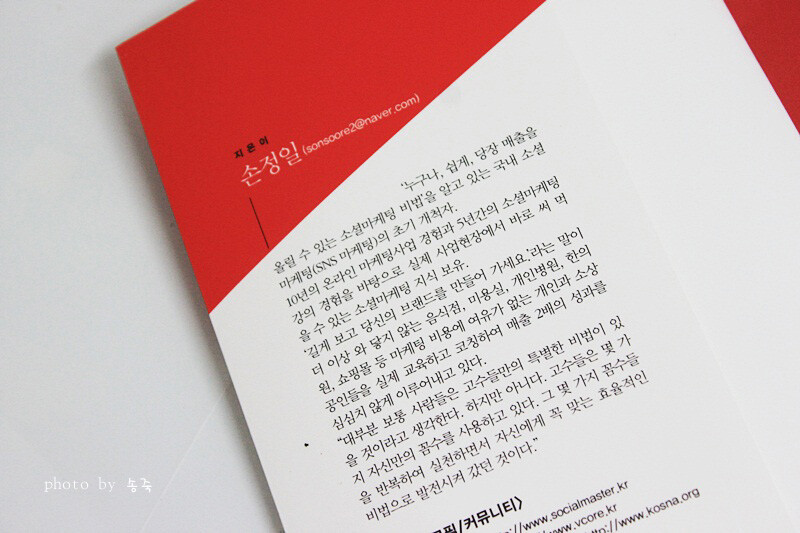 지은이
손정일(sonsoore2@naver.com)
'누구나, 쉽게, 당장 매출을
올릴 수 있는 소셜마케팅 비법'을 알고 있는 국내 소셜
마케팅(SNS 마케팅)의 초기 개척자.
10년의 온라인 마케팅사업 경험과 5년간의 소셜마케팅
강의 경험을 바탕으로 실제 사업현장에서 바로 써 먹
을 수 있는 소셜마케팅 지식 보유.
'길게 보고 당신의 브랜드를 만들어 가세요.'라는 말이
더 이상 와 닿지 않는 음식점, 미용실, 개인병원, 한의
원, 쇼핑몰 등 마케팅 비용에 여유가 없는 개인과 소상
공인들을 실제 교육하고 코칭하여 매출 2배의 성과를
심심치 않게 이루어내고 있다.
"대부분 보통 사람들은 고수들만의 특별한 비법이 있
을 것이라고 생각한다. 하지만 아니다. 고수들은 몇 가
지 자신만의 꼼수를 사용하고 있다. 그 몇 가지 꼼수들
을 반복하여 실천하면서 자신에게 꼭 맞는 효율적인
비법으로 발전시켜 갔던 것이다."
/커뮤니티>
://www.socialmaster.kr
www.vcore.kr
http://www.kosna.org
photo by 송죽